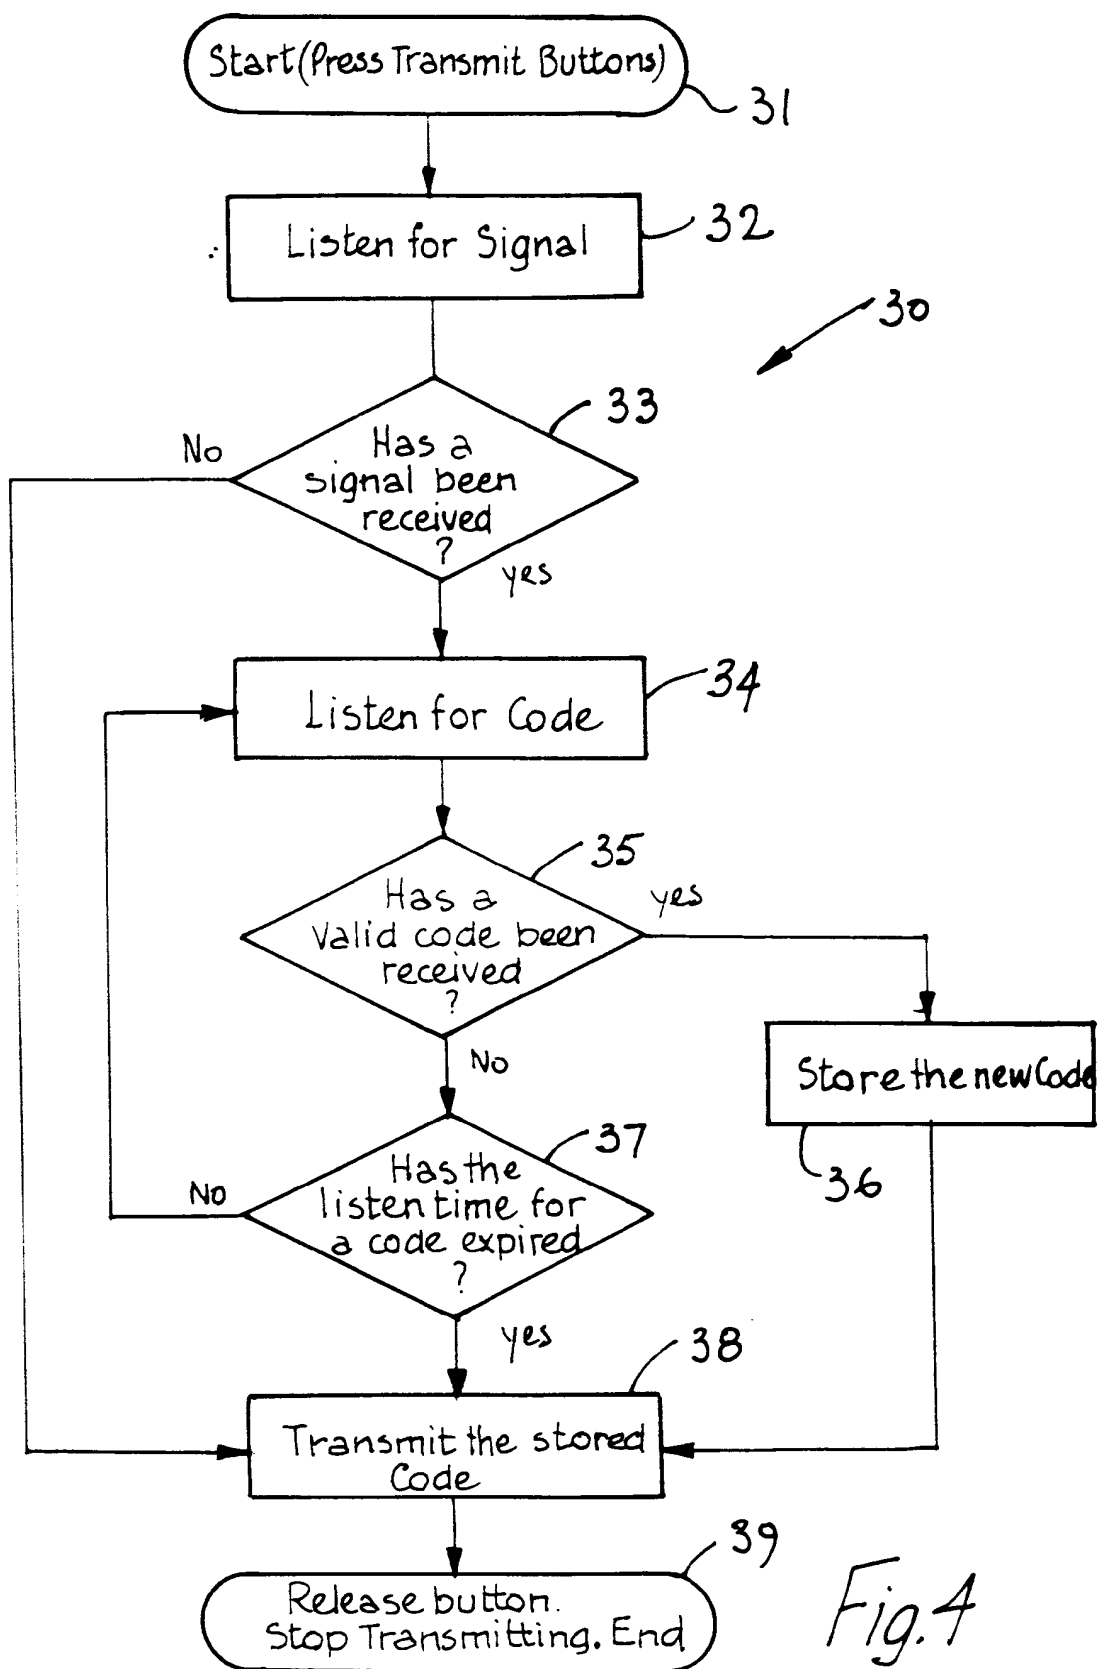 Start (Press Transmit Buttons)
31
Listen for Signal
32
30
33
No
Has a
signal been
received
?
yes
Listen for Code
34
35
yes
Has a
Valid code been
received
?
No
Store the new Code
36
37
Has the
listen time for
a code expired
?
No
yes
38
Transmit the stored
Code
39
Release button.
Stop Transmitting. End
Fig. 4